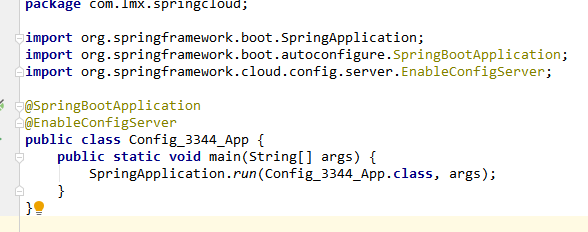 package com.lmx.springcloud;
import org.springframework.boot.SpringApplication;
import org.springframework.boot.autoconfigure.SpringBootApplication;
import org.springframework.cloud.config.server.EnableConfigServer;
@SpringBootApplication
@EnableConfigServer
public class Config_3344_App {
    public static void main(String[] args) {
        SpringApplication.run(Config_3344_App.class, args);
    }
}